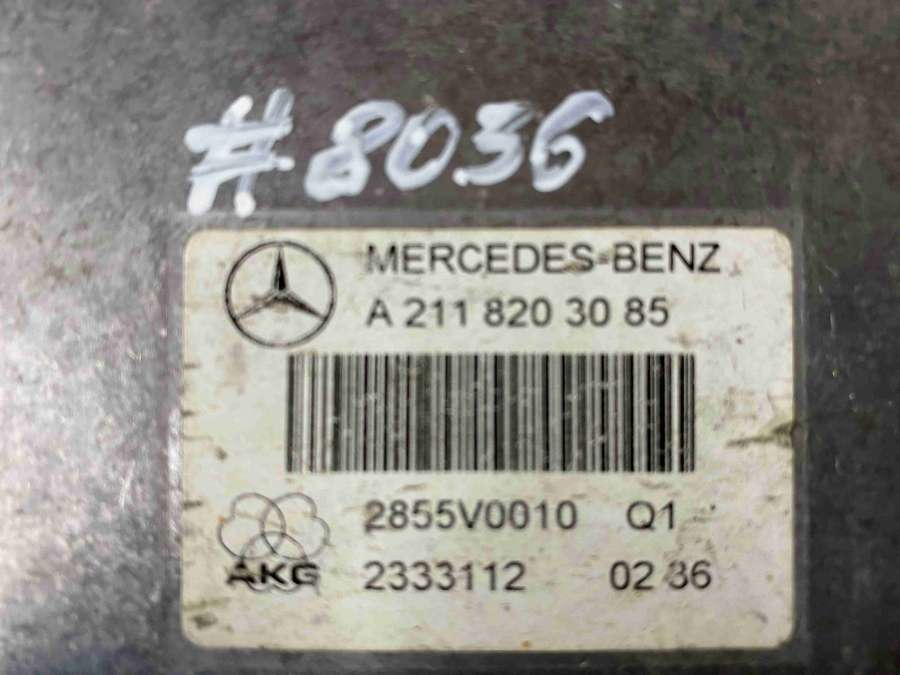 #8036
MERCEDES-BENZ
A 211 820 30 85
2855V0010 Q1
AKG 2333112 02 36